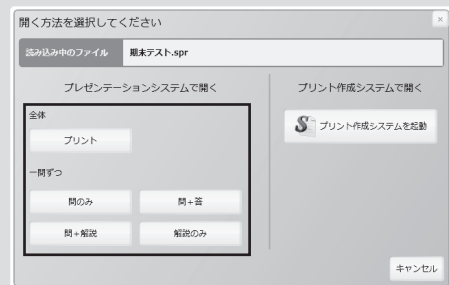 開く方法を選択してください
読み込み中のファイル 期末テスト.spr
プレゼンテーションシステムで開く
全体
プリント
一問ずつ
問のみ 問+答
問+解説 解説のみ
プリント作成システムで開く
S プリント作成システムを起動
キャンセル